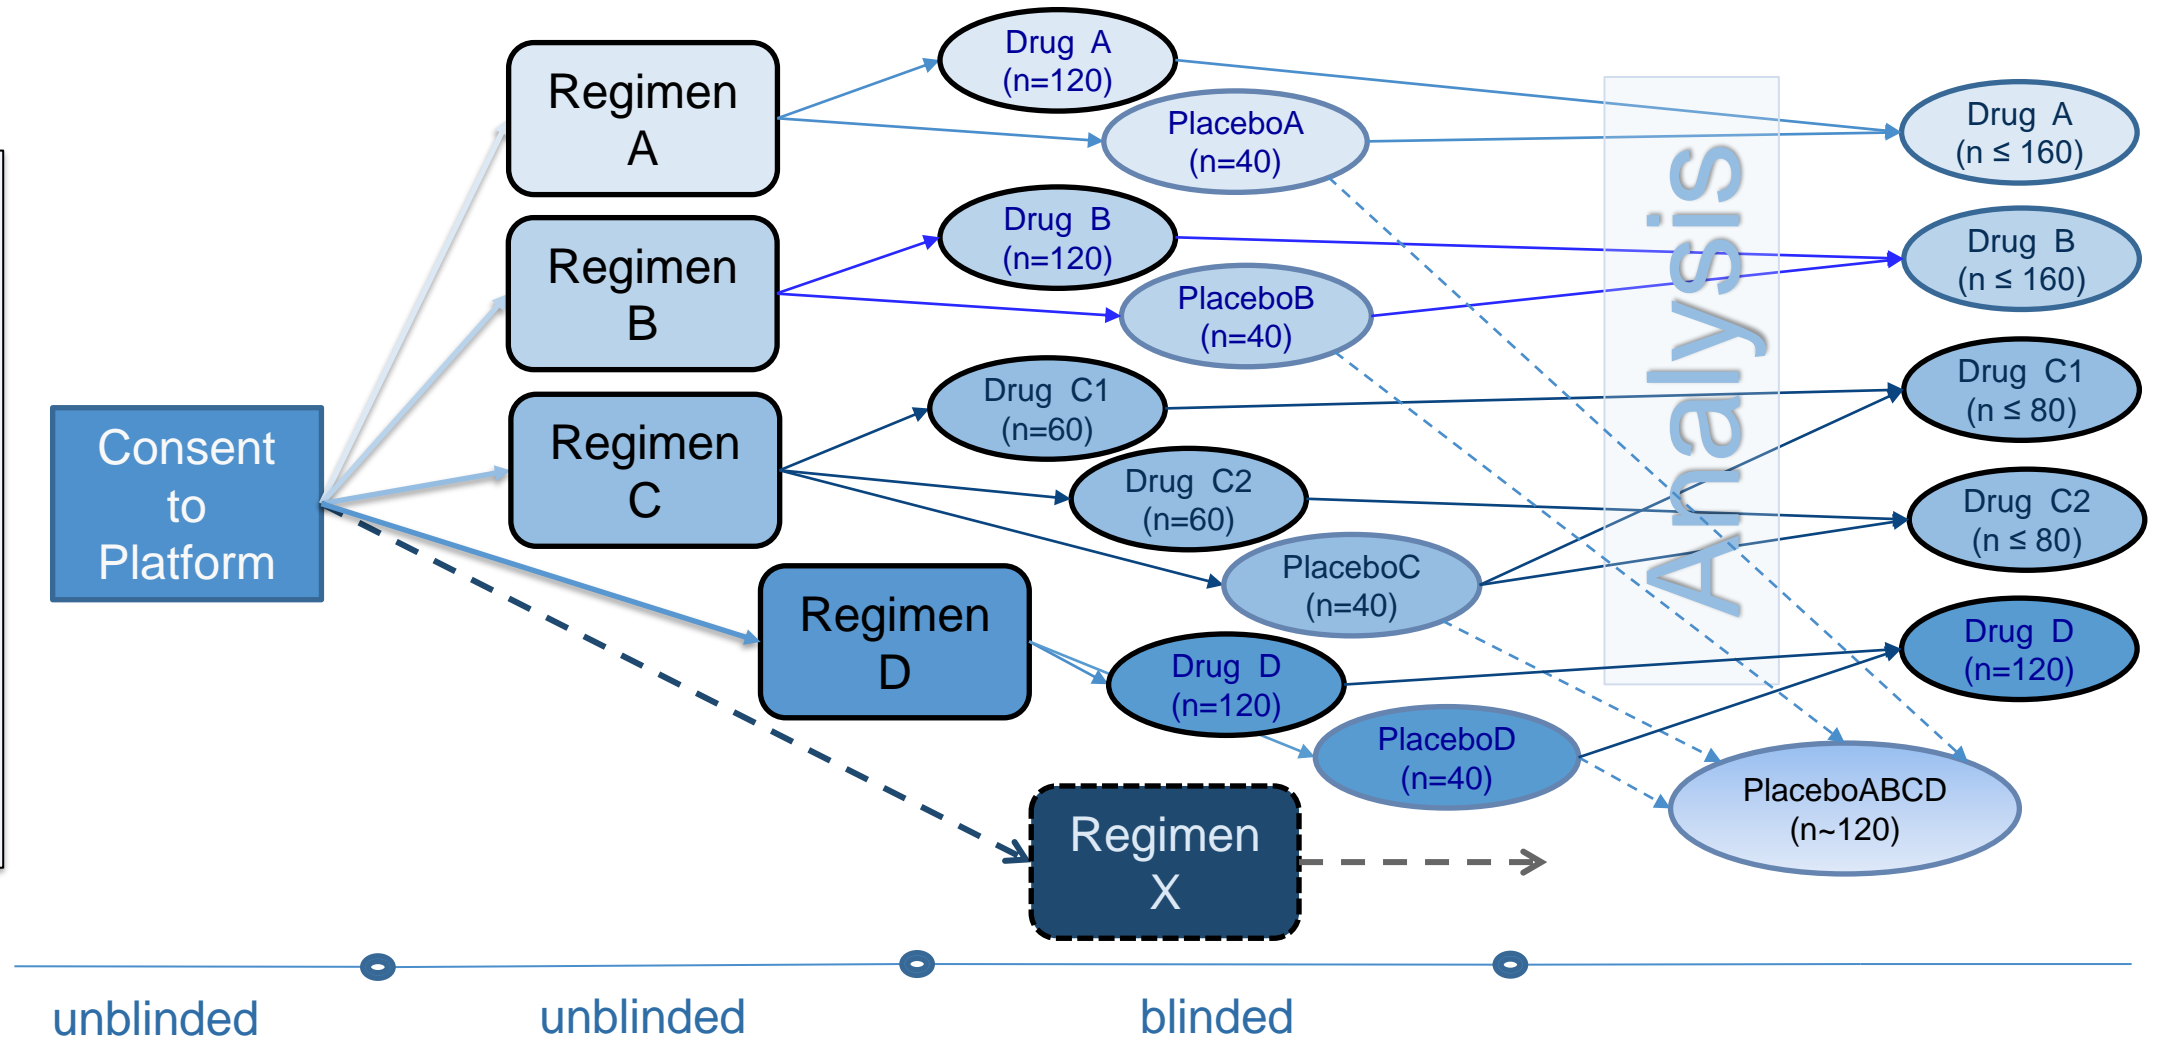 Consent
to
Platform
Regimen
A
Regimen
B
Regimen
C
Regimen
D
Regimen
X
Drug A
(n=120)
PlaceboA
(n=40)
Drug B
(n=120)
PlaceboB
(n=40)
Drug C1
(n=60)
Drug C2
(n=60)
PlaceboC
(n=40)
Drug D
(n=120)
PlaceboD
(n=40)
Analysis
Drug A
(n ≤ 160)
Drug B
(n ≤ 160)
Drug C1
(n ≤ 80)
Drug C2
(n ≤ 80)
Drug D
(n=120)
PlaceboABCD
(n~120)
unblinded
unblinded
blinded